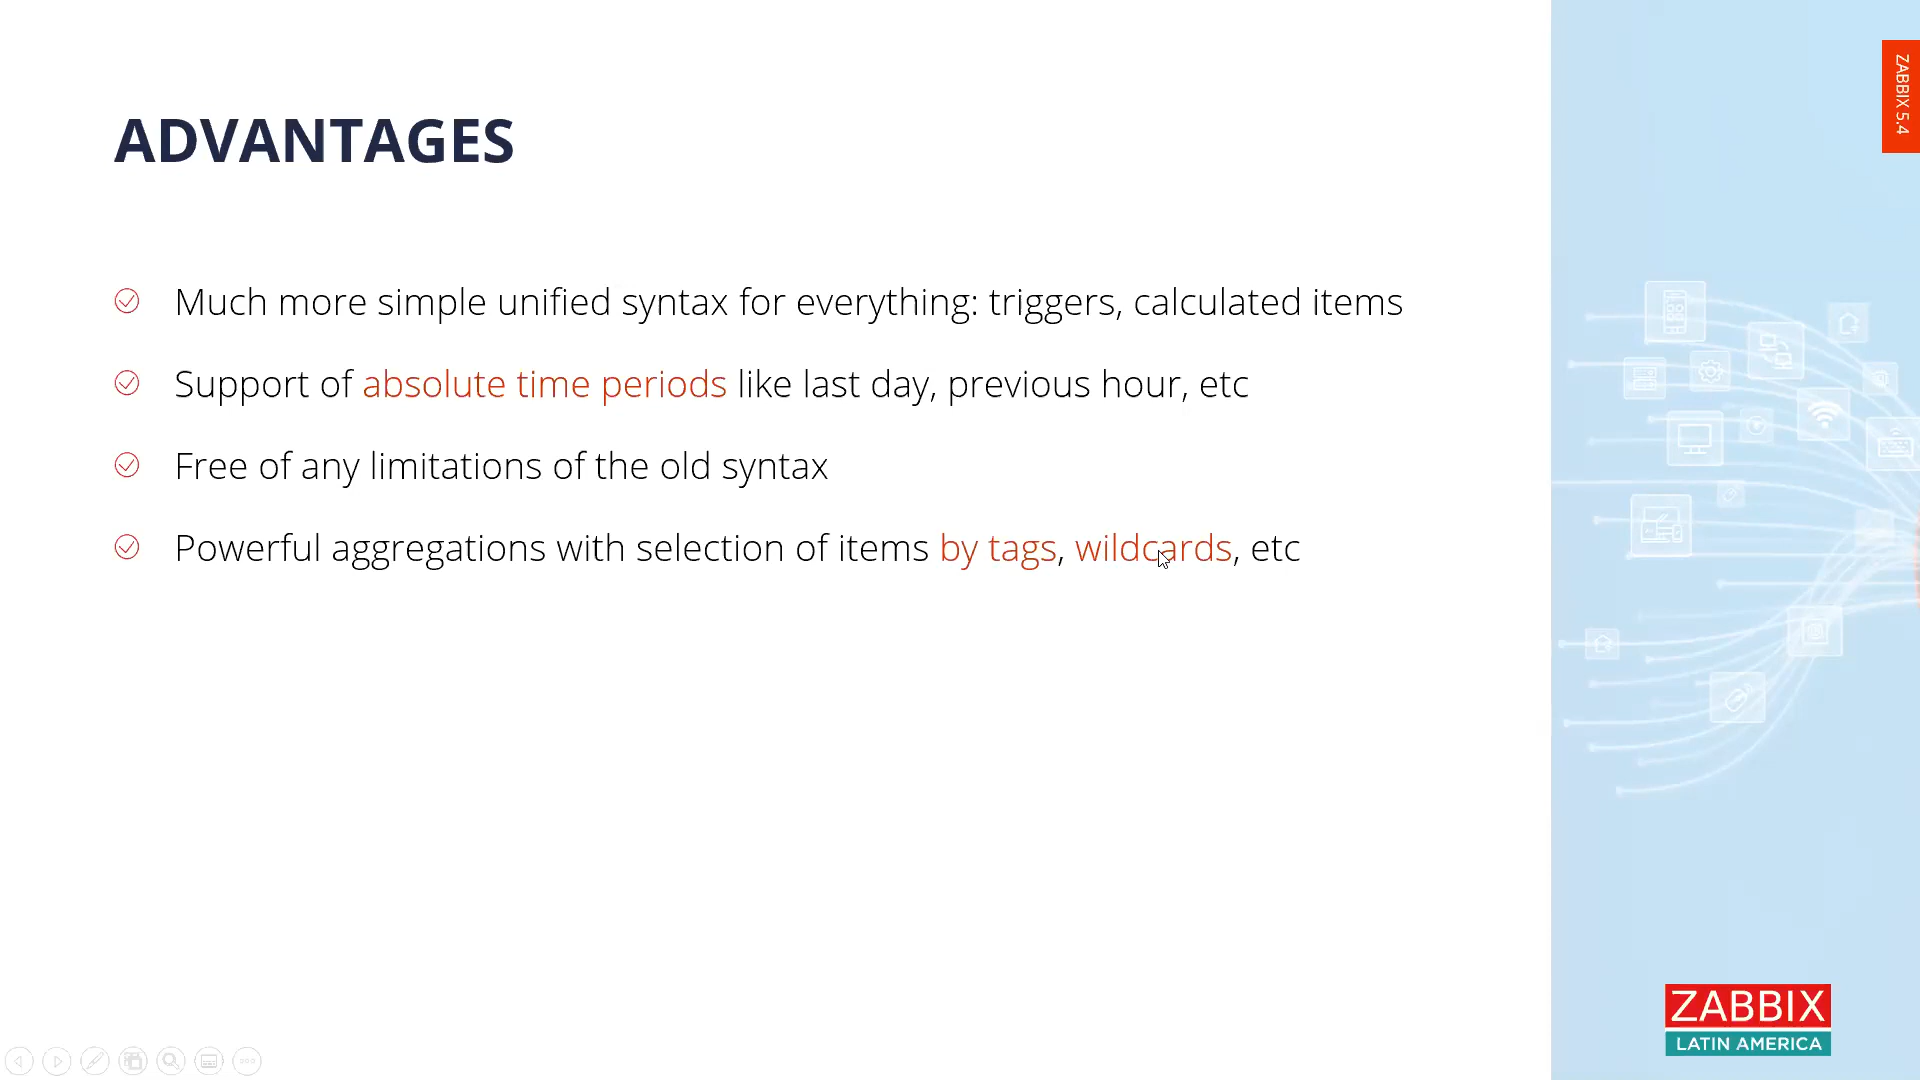 ZABBIX 5.4
ADVANTAGES
Much more simple unified syntax for everything: triggers, calculated items
Support of absolute time periods like last day, previous hour, etc
Free of any limitations of the old syntax
Powerful aggregations with selection of items by tags, wildcards, etc
ZABBIX
LATIN AMERICA